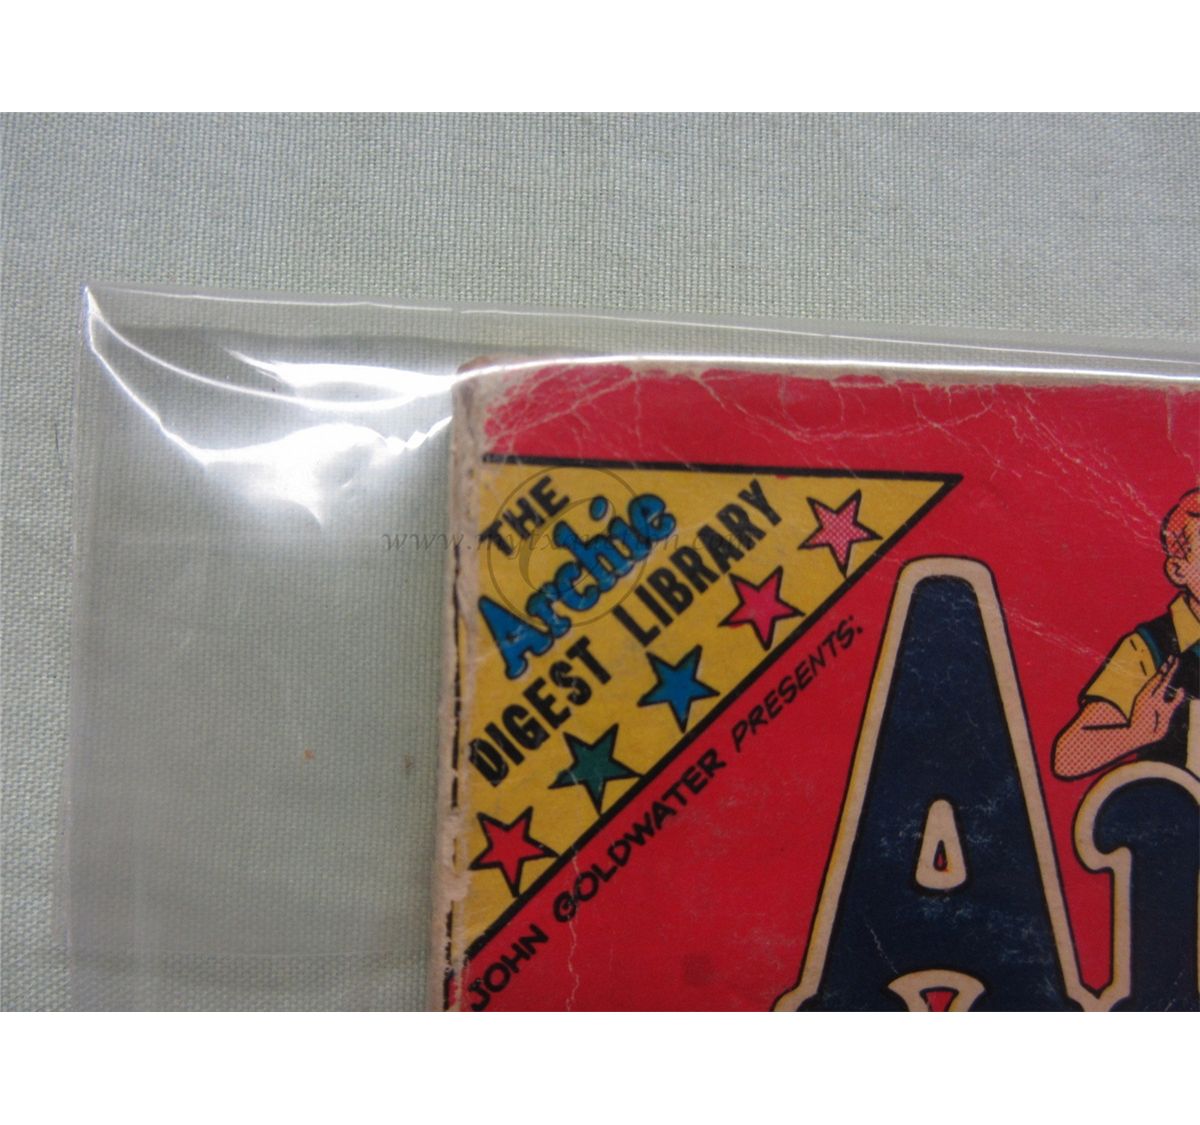 THE
Archie
DIGEST LIBRARY
JOHN GOLDWATER PRESENTS:
A